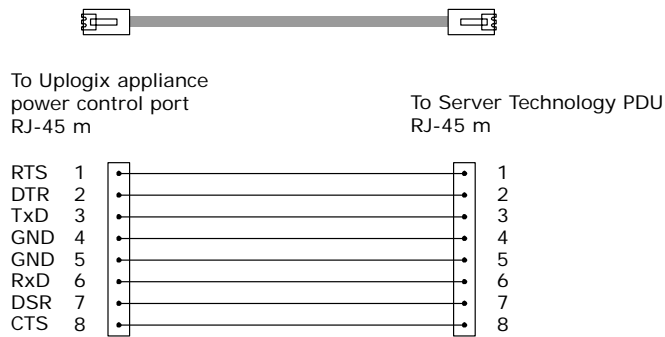 To Uplogix appliance
power control port
RJ-45 m
To Server Technology PDU
RJ-45 m
RTS 1 1
DTR 2 2
TxD 3 3
GND 4 4
GND 5 5
RxD 6 6
DSR 7 7
CTS 8 8